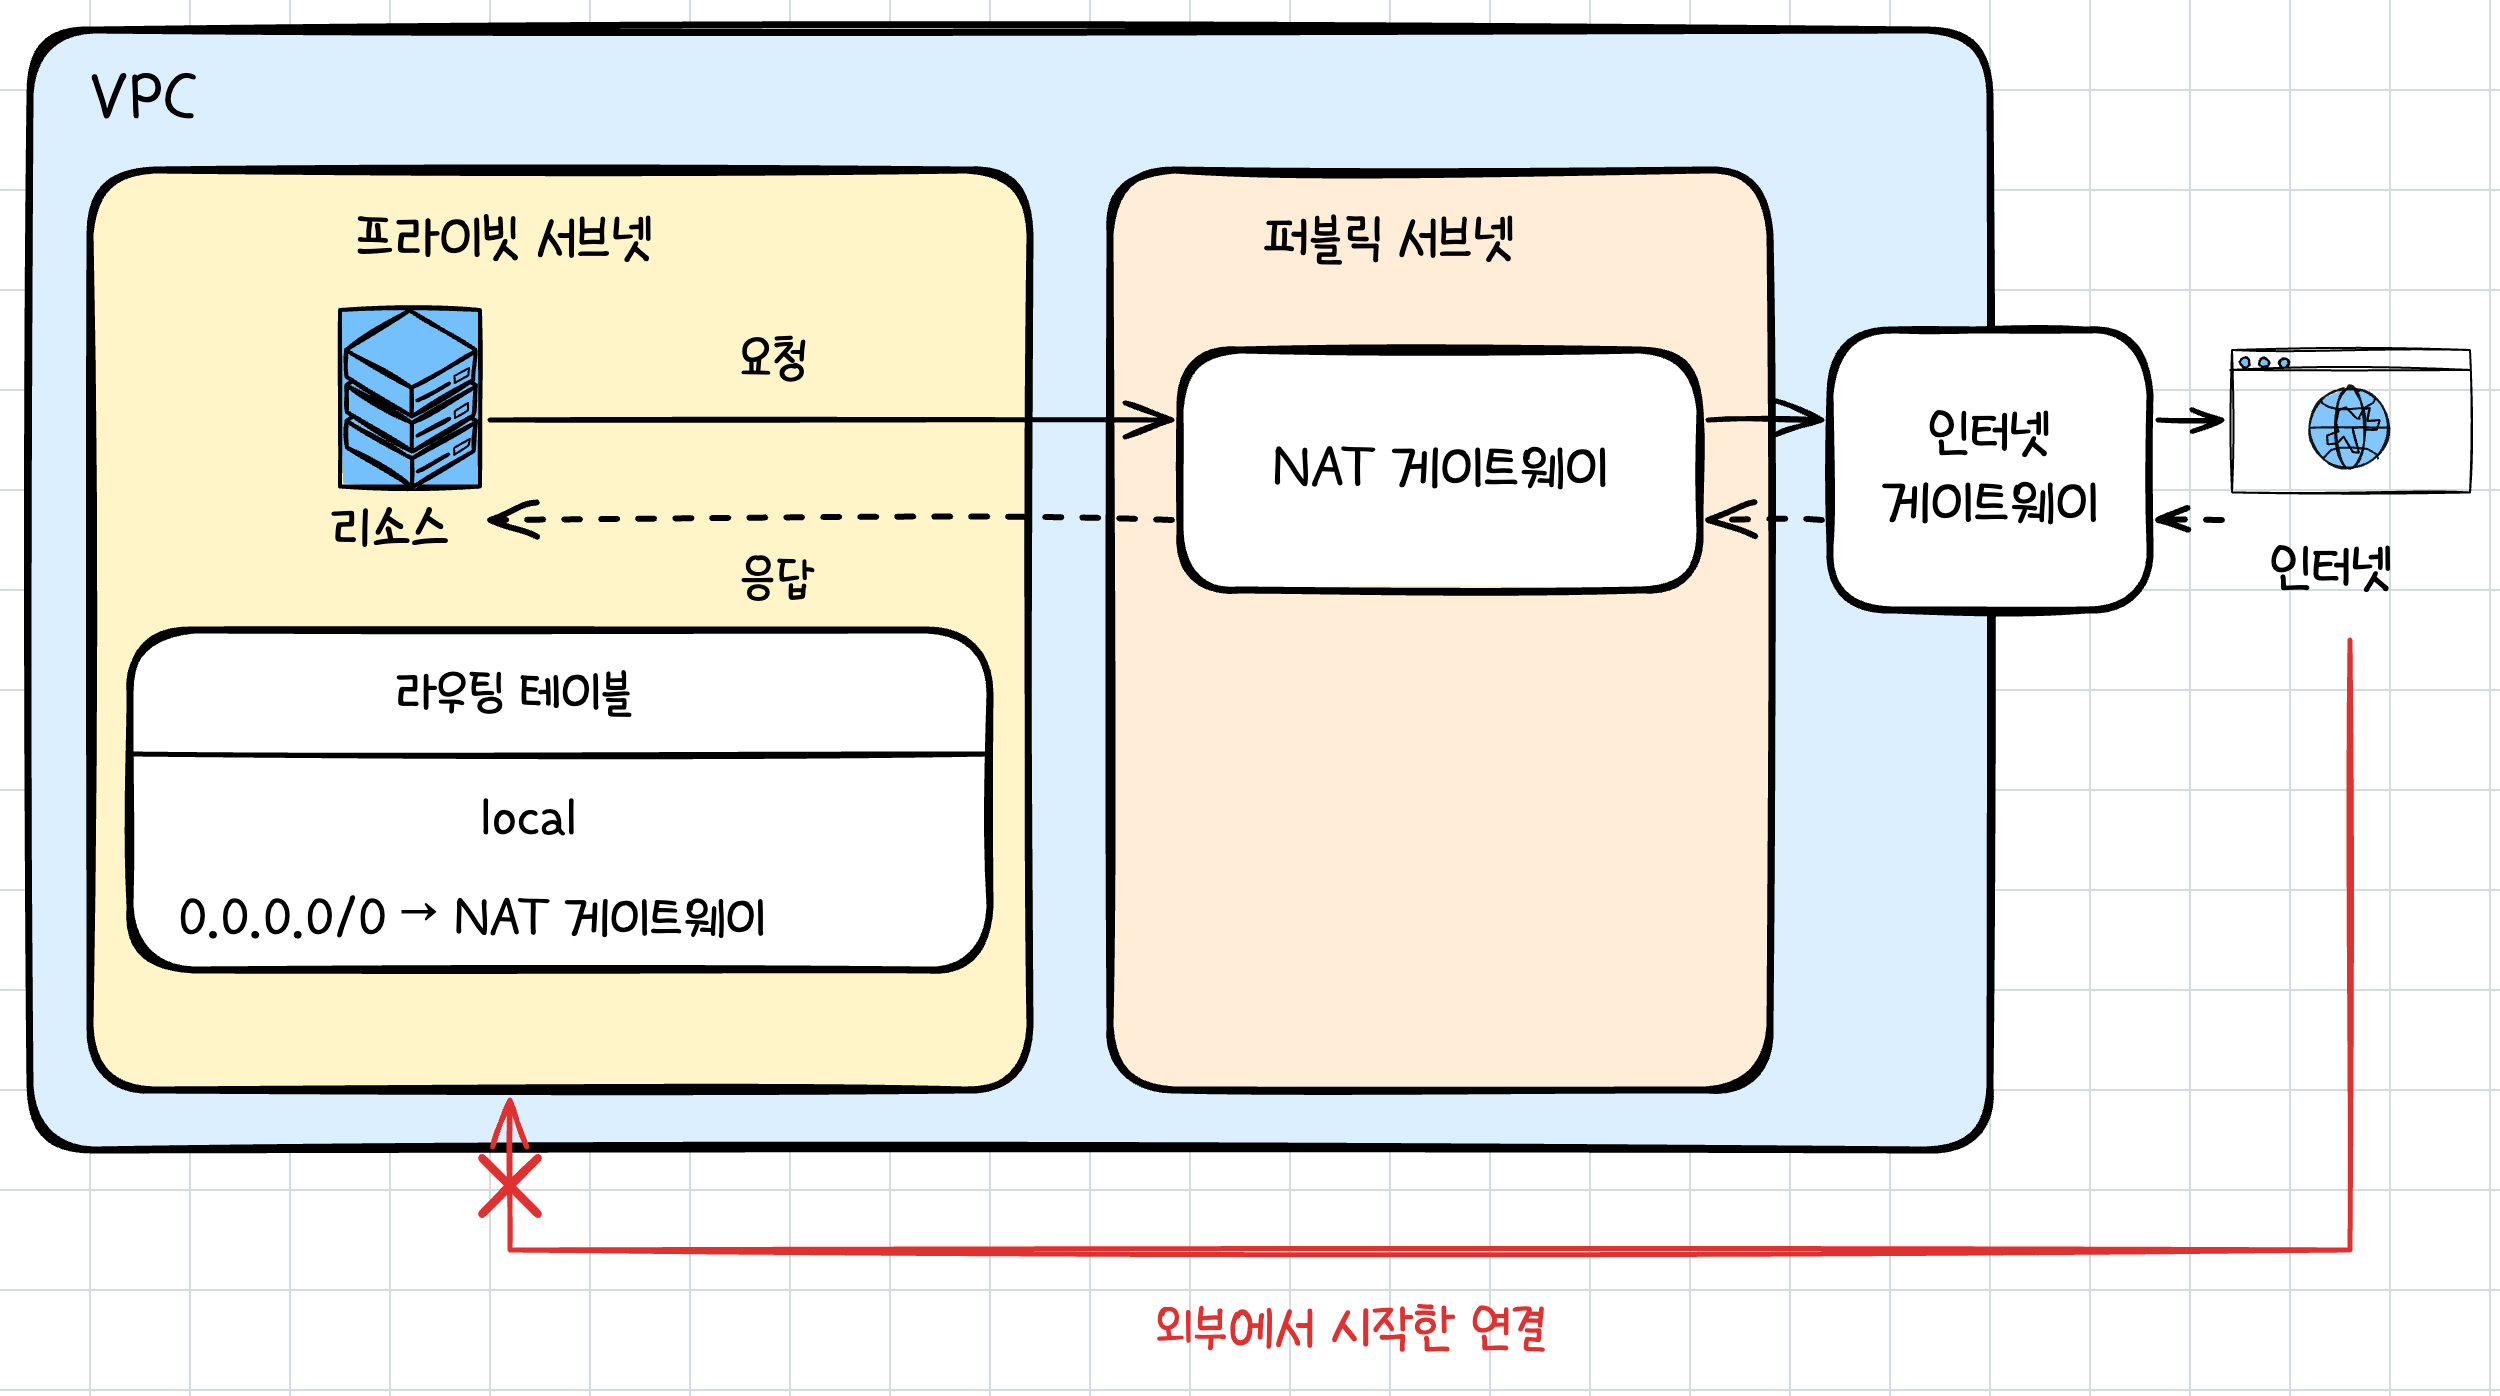 VPC
프라이빗 서브넷
퍼블릭 서브넷
요청
NAT 게이트웨이
인터넷
게이트웨이
리소스
응답
인터넷
라우팅 테이블
local
0.0.0.0/0 → NAT 게이트웨이
외부에서 시작한 연결